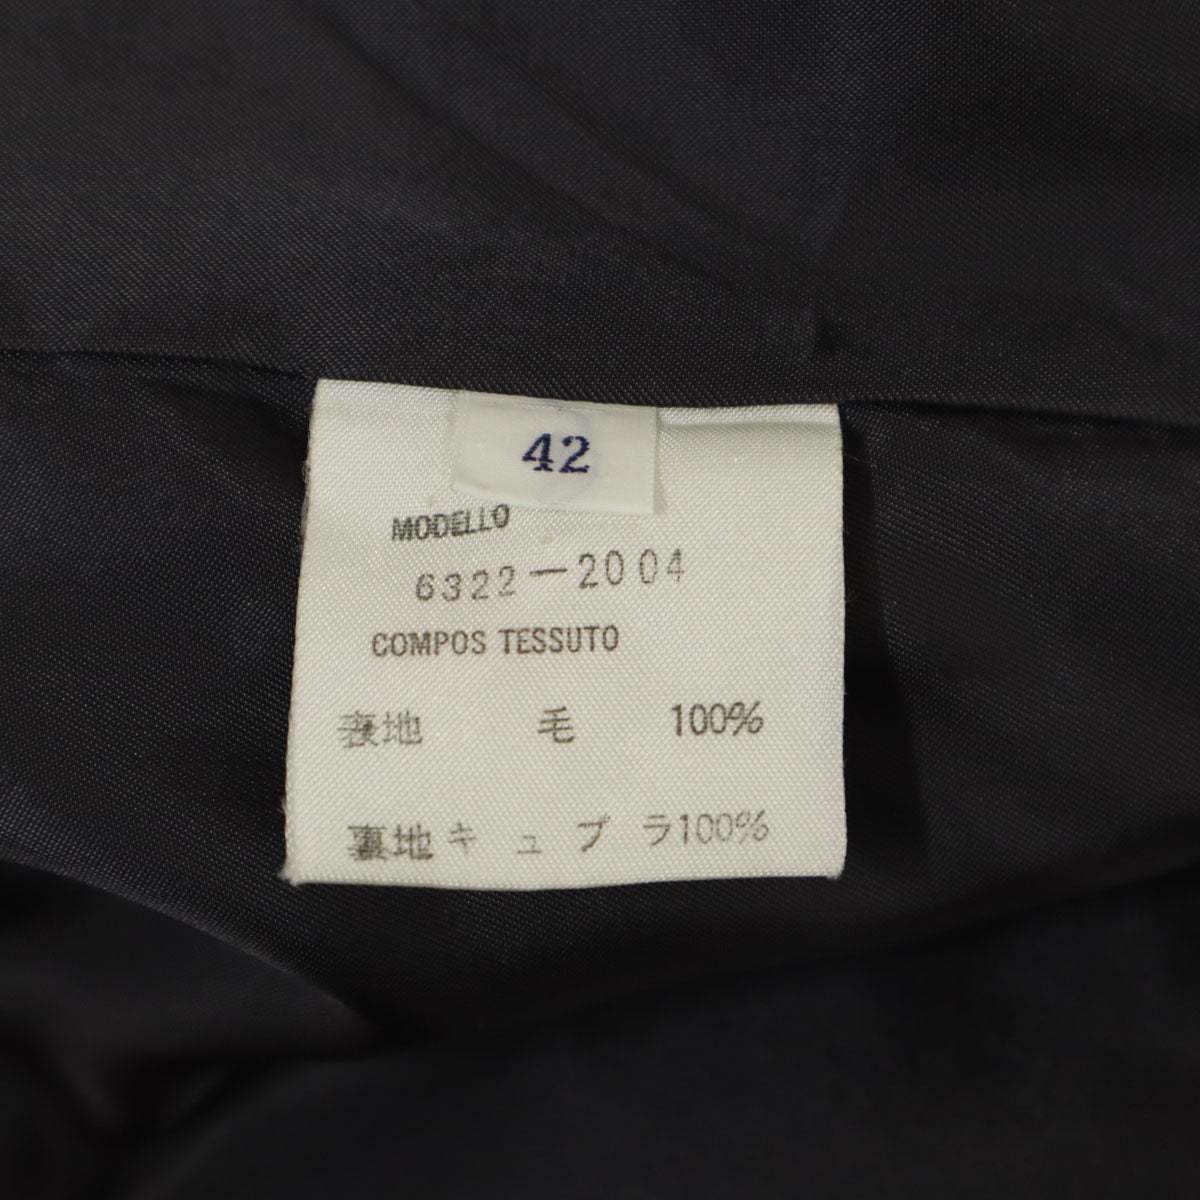 42
MODELLO
6322-2004
COMPOS TESSUTO
表地 毛 100%
裏地キュプラ100%